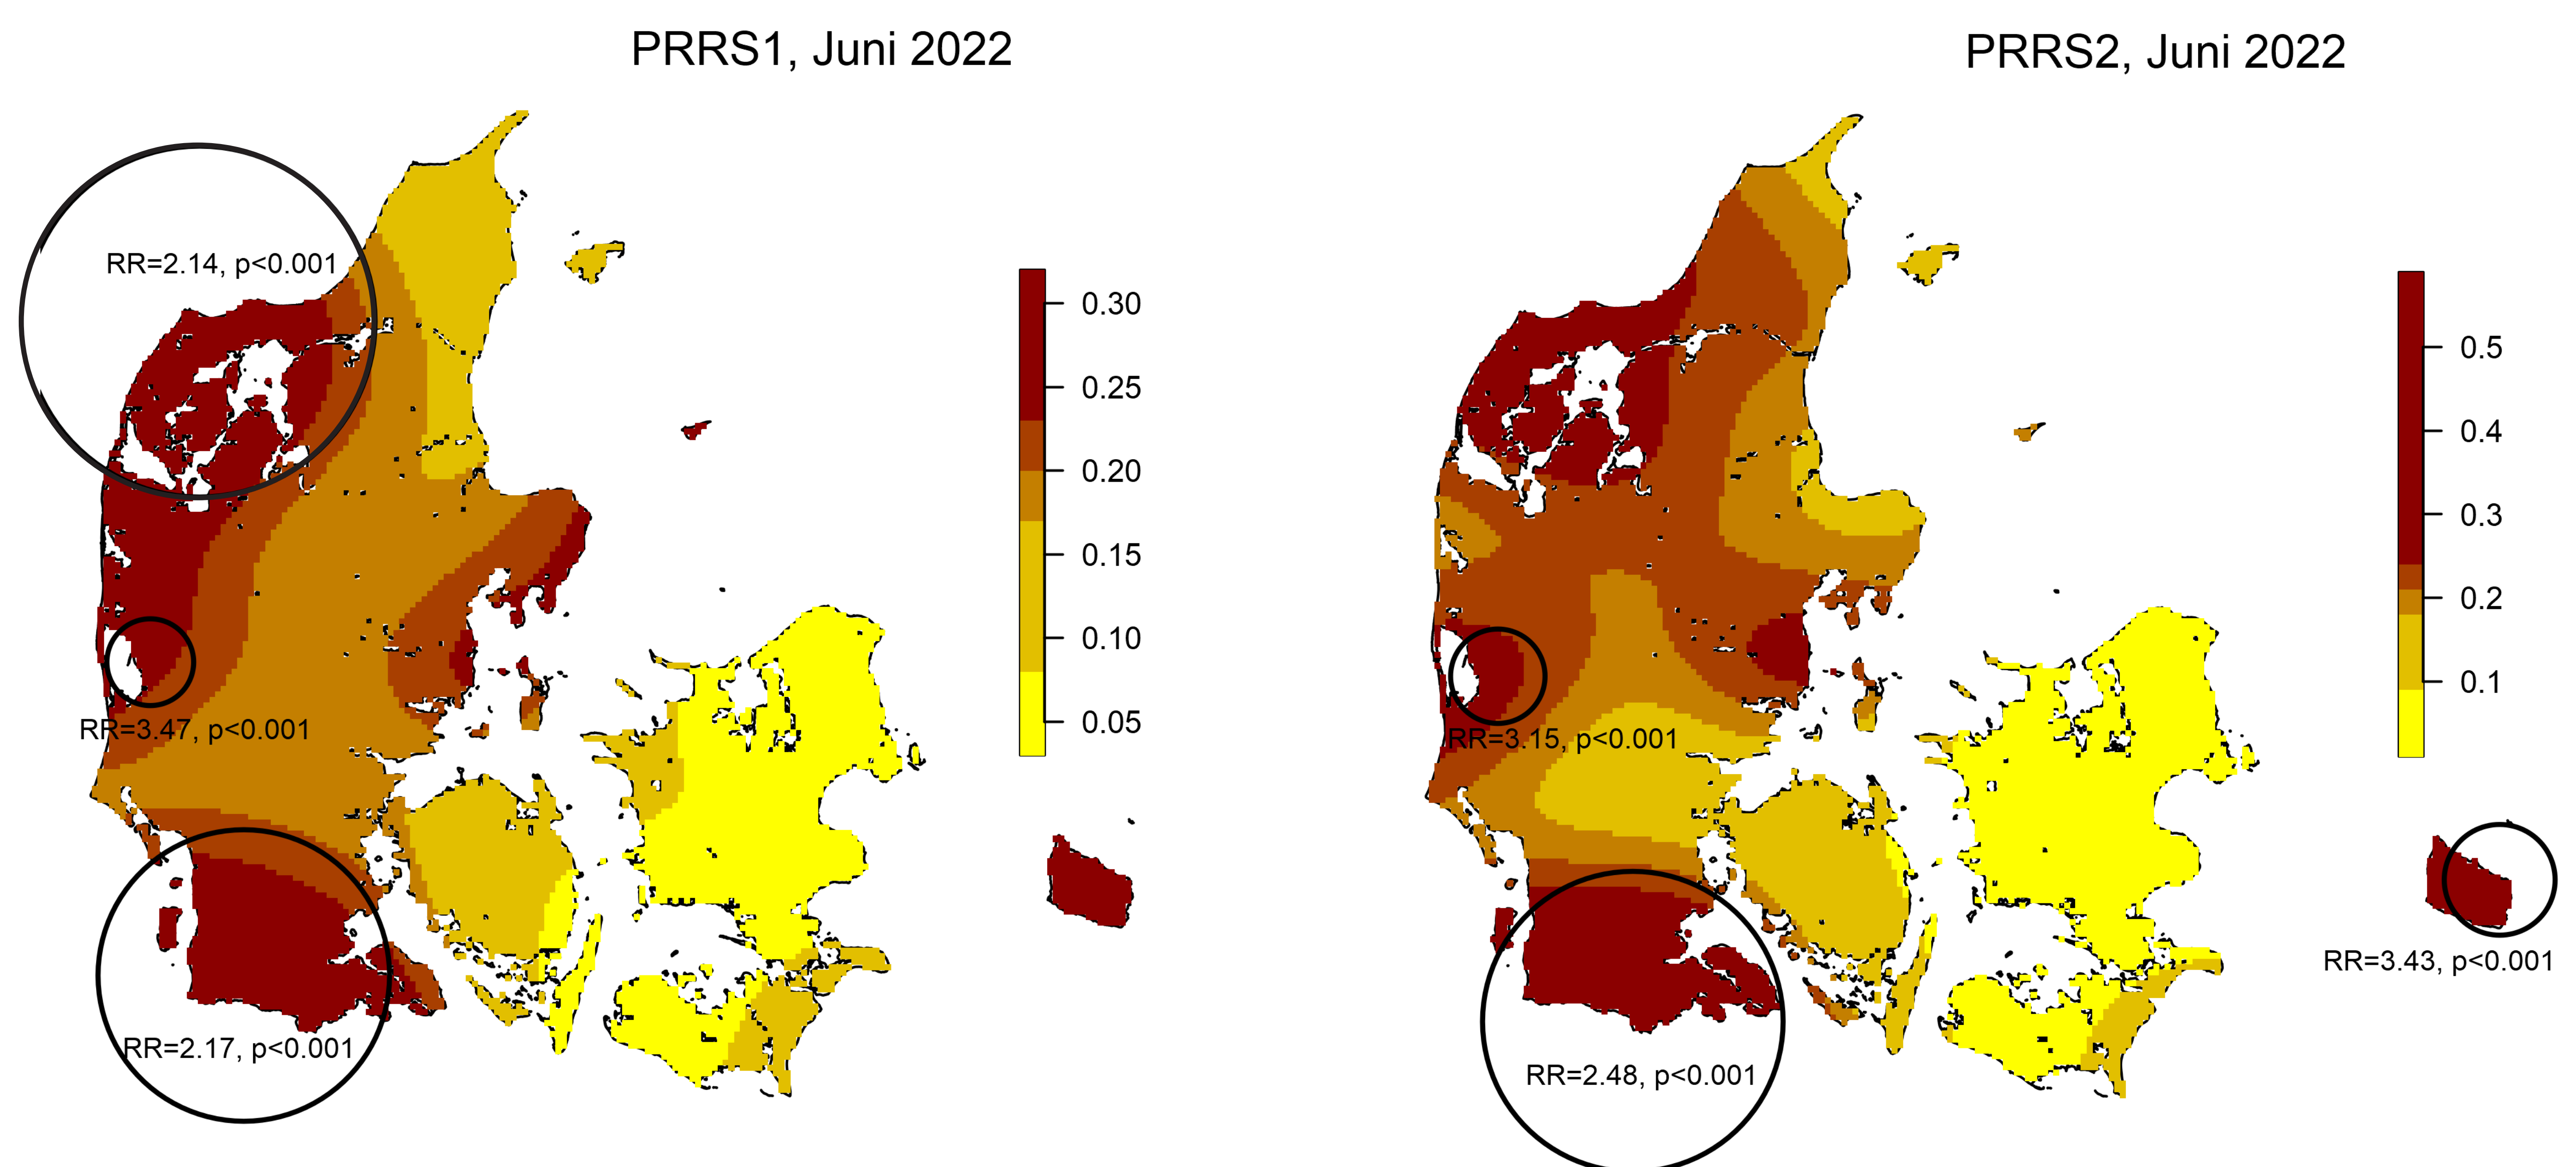 PRRS1, Juni 2022
RR=2.14, p<0.001
RR=3.47, p<0.001
RR=2.17, p<0.001
0.30
0.25
0.20
0.15
0.10
0.05
PRRS2, Juni 2022
RR=3.15, p<0.001
RR=2.48, p<0.001
RR=3.43, p<0.001
0.5
0.4
0.3
0.2
0.1